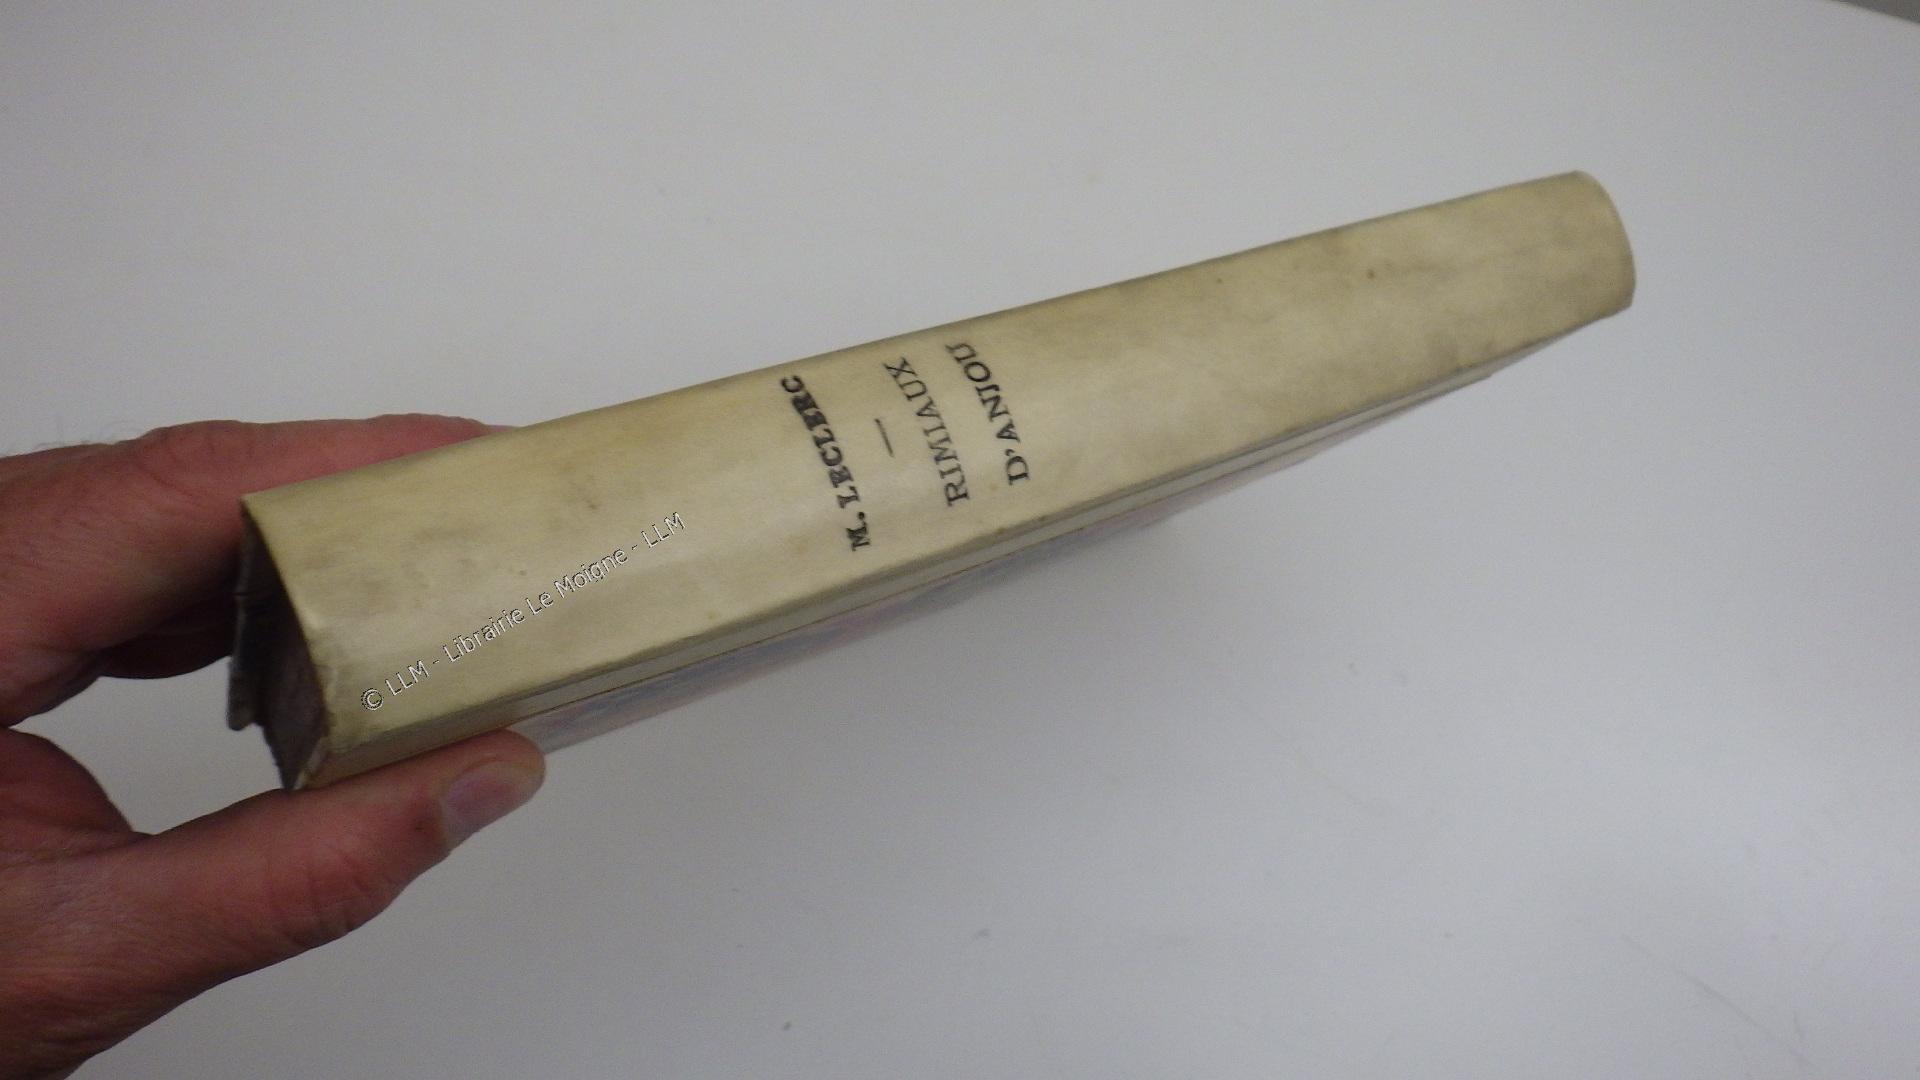 M. LECLERC
—
RIMIAUX
D'ANJOU
© LLM - Librairie Le Moigne - LLM